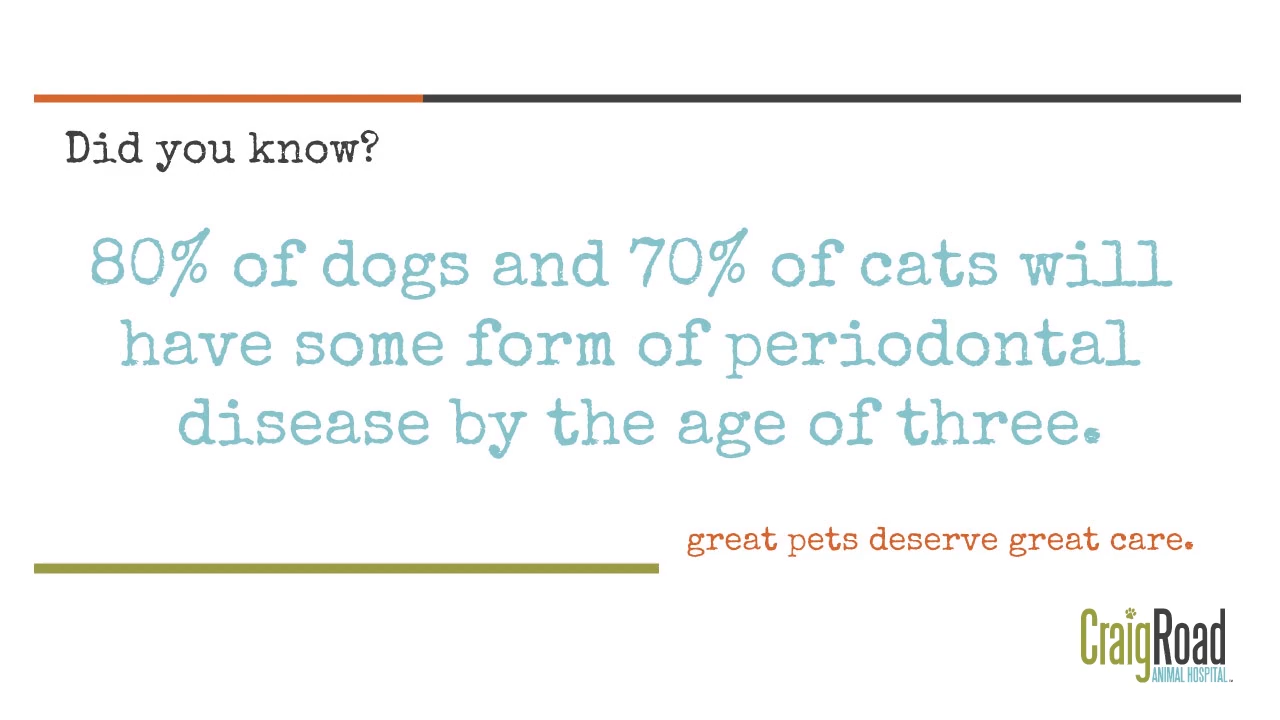 Did you know?
80% of dogs and 70% of cats will
have some form of periodontal
disease by the age of three.
great pets deserve great care.
CraigRoad
ANIMAL HOSPITAL™